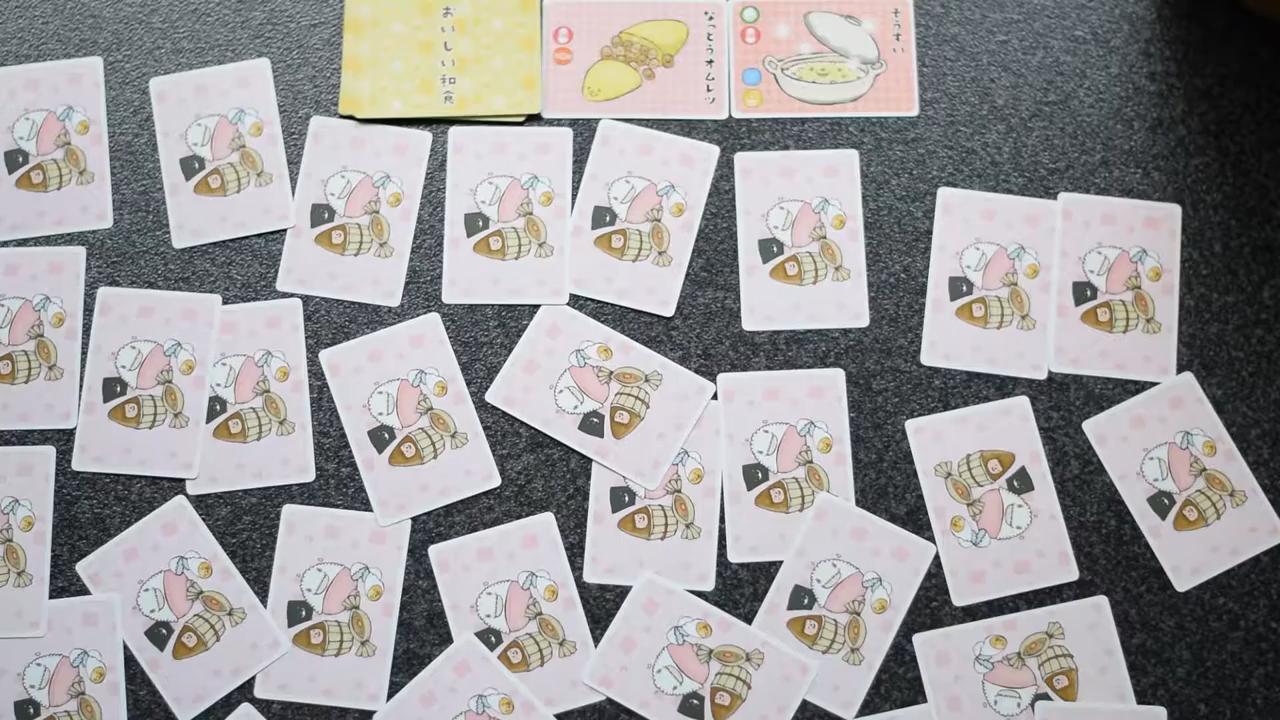 おいしい和食
なっとうオムレツ
ぞうすい